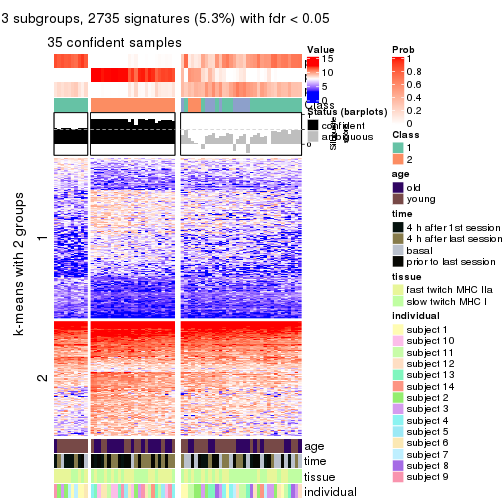 3 subgroups, 2735 signatures (5.3%) with fdr < 0.05
35 confident samples
Class
k-means with 2 groups
1
2
age
time
tissue
individual
Value
15
10
5
0
Status (barplots)
confident
ambiguous
0
Prob
1
0.8
0.6
0.4
0.2
0
Class
1
2
age
old
young
time
4 h after 1st session
4 h after last session
basal
prior to last session
tissue
fast twitch MHC IIa
slow twitch MHC I
individual
subject 1
subject 10
subject 11
subject 12
subject 13
subject 14
subject 2
subject 3
subject 4
subject 5
subject 6
subject 7
subject 8
subject 9